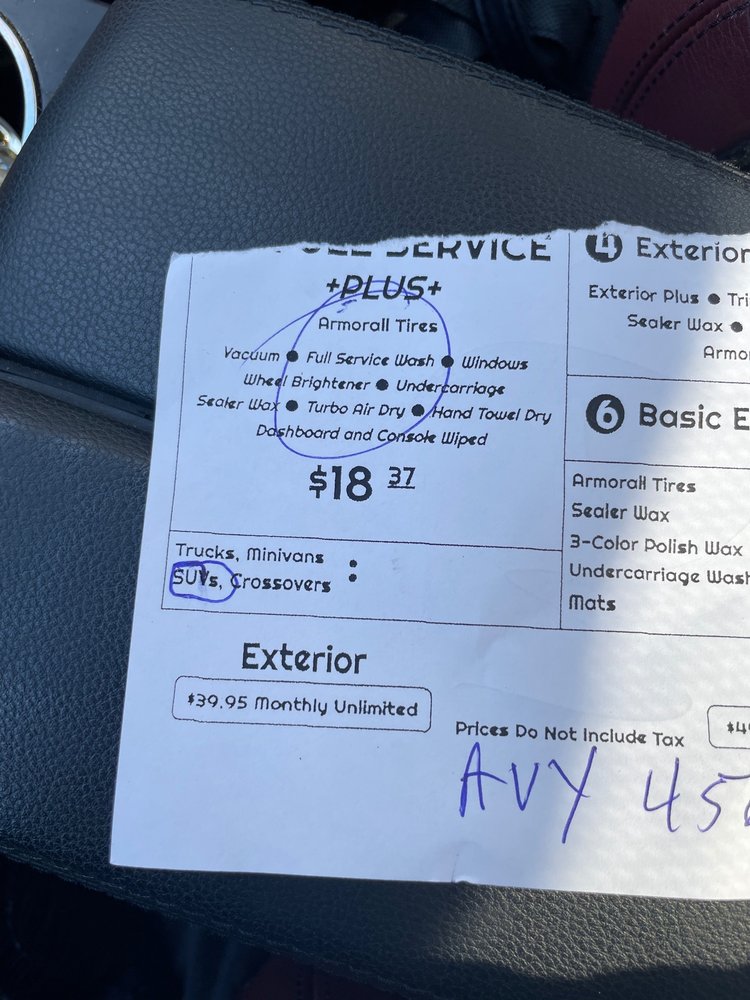 SERVICE
+PLUS+
Armorall Tires
Vacuum ● Full Service Wash ● Windows
Wheel Brightener ● Undercarriage
Sealer Wax ● Turbo Air Dry ● Hand Towel Dry
Dashboard and Console Wiped
$18 37
Trucks, Minivans :
SUVs, Crossovers
Exterior
$39.95 Monthly Unlimited
4 Exterior
Exterior Plus ●
Sealer Wax ●
6 Basic
Armorall Tires
Sealer Wax
3-Color Polish Wax
Undercarriage
Mats
Prices Do Not Include Tax
AVY 45